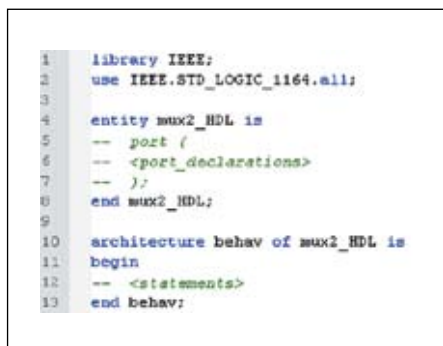 1 library IEEE;
2 use IEEE.STD_LOGIC_1164.all;
3
4 entity mux2_HDL is
5 -- port (
6 -- <port_declarations>
7 -- );
8 end mux2_HDL;
9
10 architecture behav of mux2_HDL is
11 begin
12 -- <statements>
13 end behav;